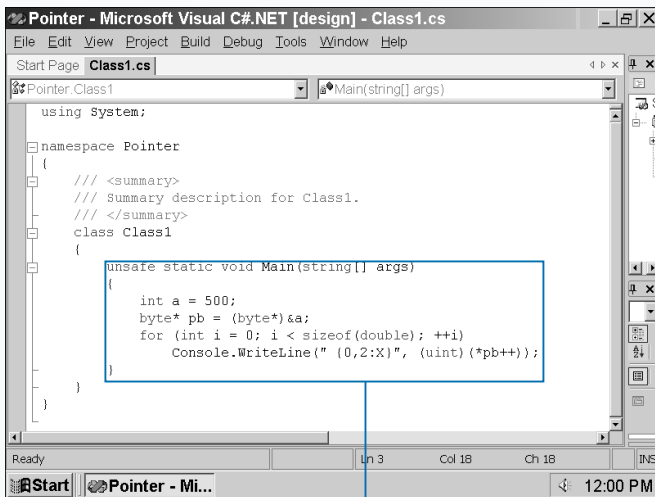 Pointer - Microsoft Visual C#.NET [design] - Class1.cs
File Edit View Project Build Debug Tools Window Help
Start Page Class1.cs
Pointer.Class1 Main(string[] args)
using System;
namespace Pointer
{
/// <summary>
/// Summary description for Class1.
/// </summary>
class Class1
{
unsafe static void Main(string[] args)
{
int a = 500;
byte* pb = (byte*)&a;
for (int i = 0; i < sizeof(double); ++i)
Console.WriteLine(" {0,2:X}", (uint)(*pb++));
}
}
}
Ready Ln 3 Col 18 Ch 18 INS
Start Pointer - Mi... 12:00 PM